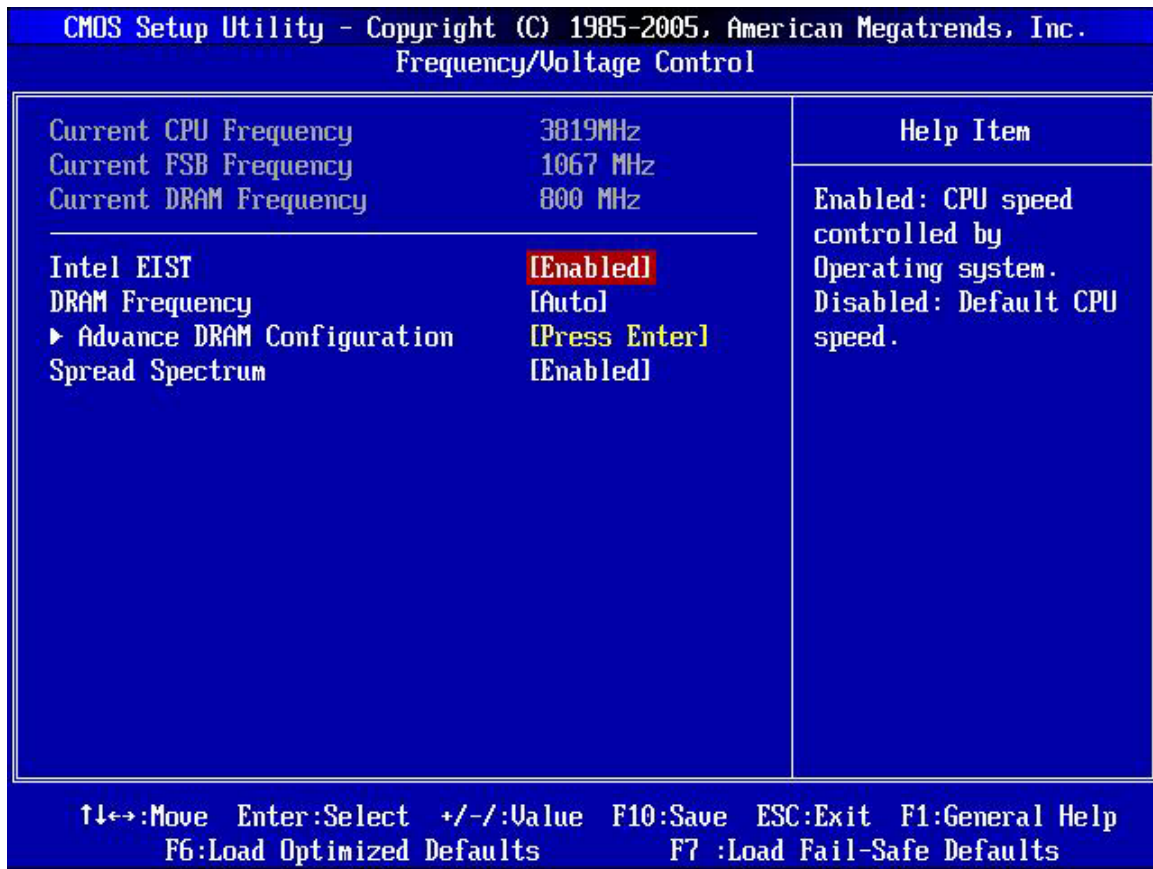 CMOS Setup Utility - Copyright (C) 1985-2005, American Megatrends, Inc.
Frequency/Voltage Control
Current CPU Frequency 3819MHz
Current FSB Frequency 1067 MHz
Current DRAM Frequency 800 MHz
Intel EIST [Enabled]
DRAM Frequency [Auto]
▶ Advance DRAM Configuration [Press Enter]
Spread Spectrum [Enabled]
Help Item
Enabled: CPU speed
controlled by
Operating system.
Disabled: Default CPU
speed.
↑↓←→:Move Enter:Select +/-/:Value F10:Save ESC:Exit F1:General Help
F6:Load Optimized Defaults F7 :Load Fail-Safe Defaults